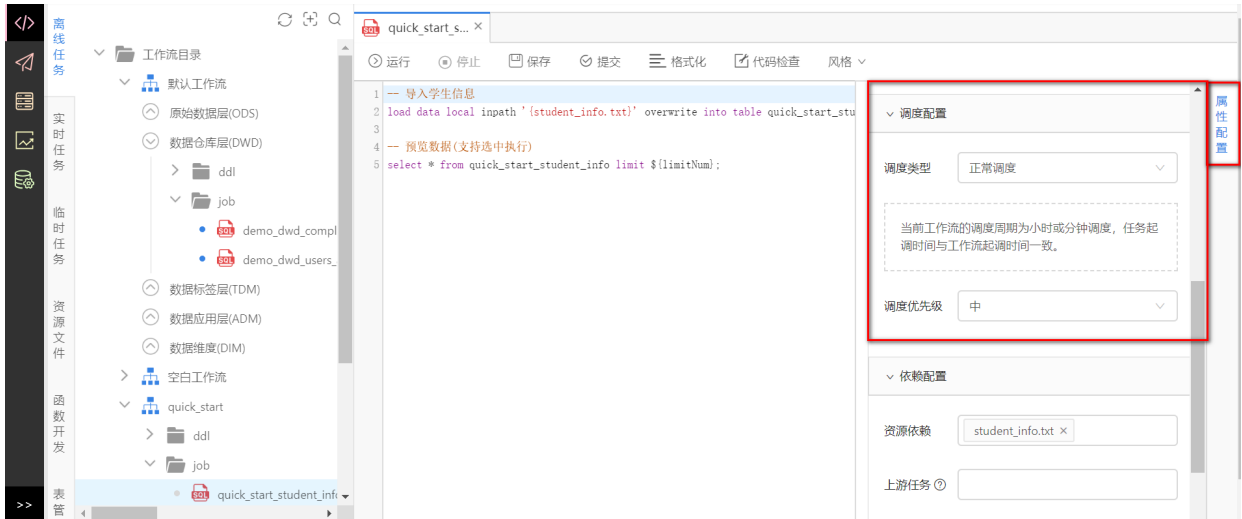 离线任务
实时任务
临时任务
资源文件
函数开发
表管
>>
工作流目录
默认工作流
原始数据层(ODS)
数据仓库层(DWD)
ddl
job
demo_dwd_compl
demo_dwd_users_
数据标签层(TDM)
数据应用层(ADM)
数据维度(DIM)
空白工作流
quick_start
ddl
job
quick_start_student_info
quick_start_s... ×
运行 停止 保存 提交 格式化 代码检查 风格
1 -- 导入学生信息
2 load data local inpath '{student_info.txt}' overwrite into table quick_start_stu
3
4 -- 预览数据(支持选中执行)
5 select * from quick_start_student_info limit ${limitNum};
调度配置
调度类型 正常调度
当前工作流的调度周期为小时或分钟调度，任务起
调时间与工作流起调时间一致。
调度优先级 中
依赖配置
资源依赖 student_info.txt ×
上游任务
属性配置